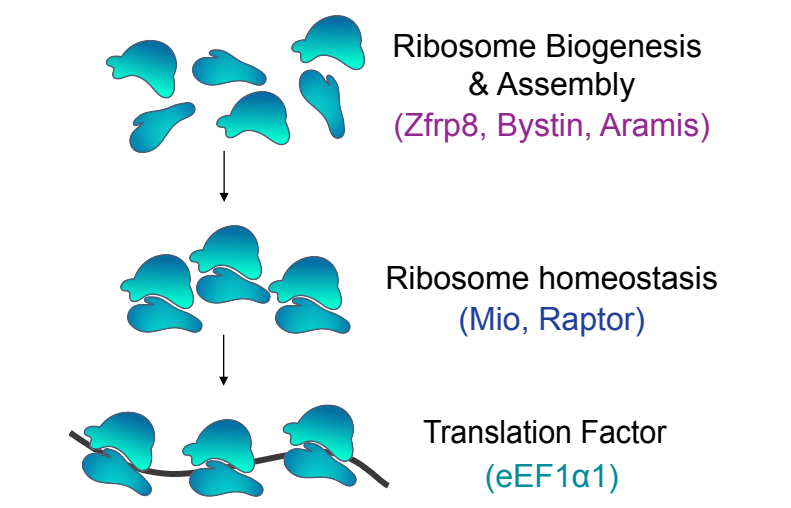 Ribosome Biogenesis
& Assembly
(Zfrp8, Bystin, Aramis)
Ribosome homeostasis
(Mio, Raptor)
Translation Factor
(eEF1α1)